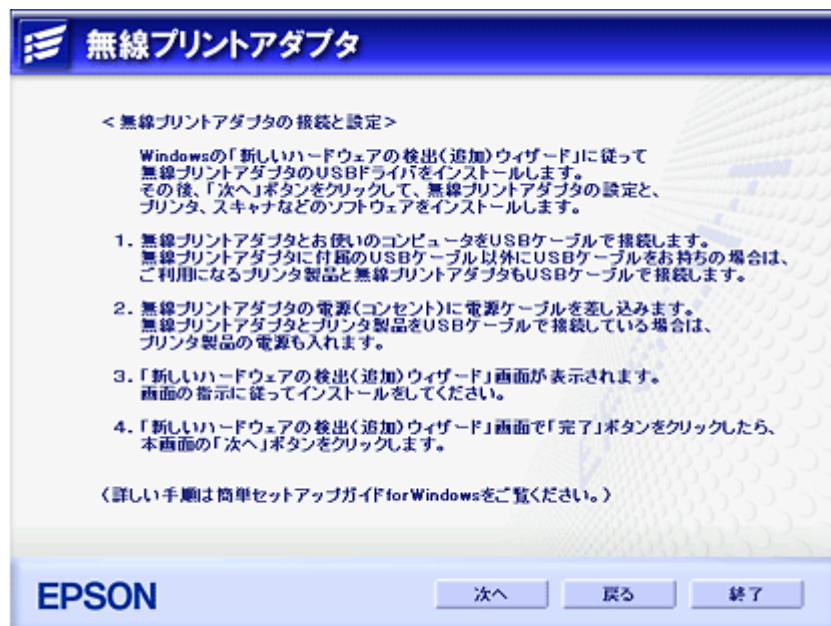 無線プリントアダプタ
＜無線プリントアダプタの接続と設定＞
Windowsの「新しいハードウェアの検出（追加）ウィザード」に従って
無線プリントアダプタのUSBドライバをインストールします。
その後、「次へ」ボタンをクリックして、無線プリントアダプタの設定と、
プリンタ、スキャナなどのソフトウェアをインストールします。
1．無線プリントアダプタとお使いのコンピュータをUSBケーブルで接続します。
無線プリントアダプタに付属のUSBケーブル以外にUSBケーブルをお持ちの場合は、
ご利用になるプリンタ製品と無線プリントアダプタもUSBケーブルで接続します。
2．無線プリントアダプタの電源（コンセント）に電源ケーブルを差し込みます。
無線プリントアダプタとプリンタ製品をUSBケーブルで接続している場合は、
プリンタ製品の電源も入れます。
3．「新しいハードウェアの検出（追加）ウィザード」画面が表示されます。
画面の指示に従ってインストールをしてください。
4．「新しいハードウェアの検出（追加）ウィザード」画面で「完了」ボタンをクリックしたら、
本画面の「次へ」ボタンをクリックします。
（詳しい手順は簡単セットアップガイドforWindowsをご覧ください。）
EPSON 次へ 戻る 終了